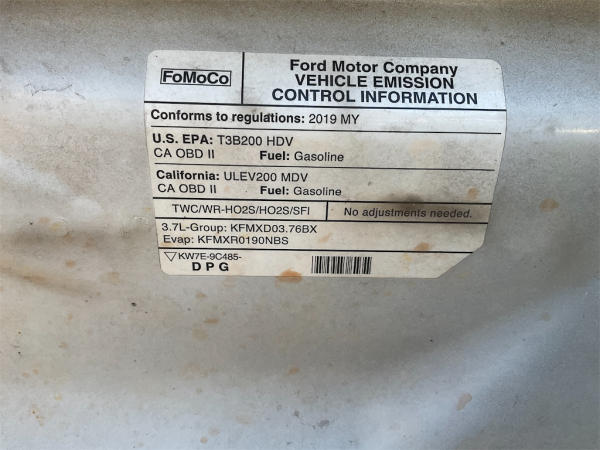 FoMoCo
Ford Motor Company
VEHICLE EMISSION
CONTROL INFORMATION
Conforms to regulations: 2019 MY
U.S. EPA: T3B200 HDV
CA OBD II Fuel: Gasoline
California: ULEV200 MDV
CA OBD II Fuel: Gasoline
TWC/WR-HO2S/HO2S/SFI No adjustments needed.
3.7L-Group: KFMXD03.76BX
Evap: KFMXR0190NBS
KW7E-9C485-
D P G